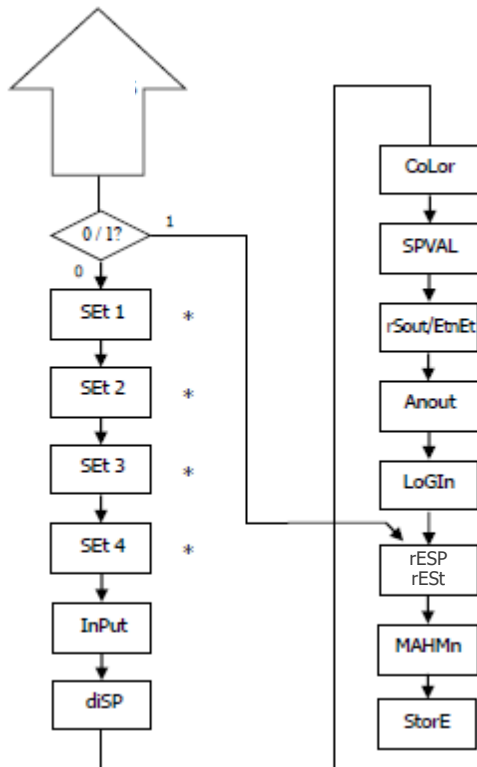 0 / 1?
1
0
SEt 1
*
SEt 2
*
SEt 3
*
SEt 4
*
InPut
diSP
CoLor
SPVAL
rSout/EtnEt
Anout
LoGIn
rESP
rESt
MAHMn
StorE